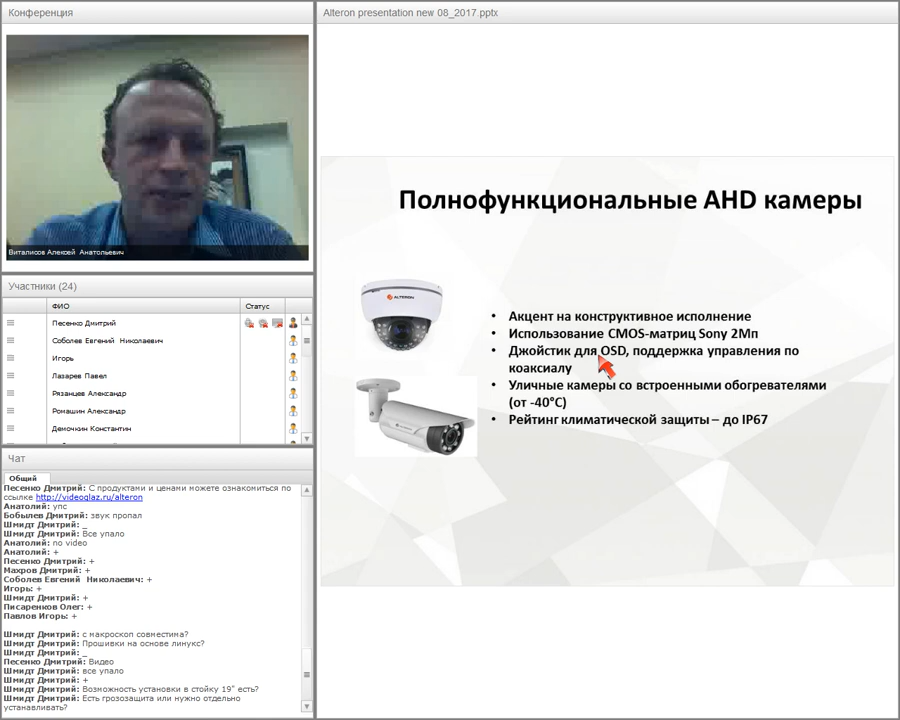 Конференция
Виталисов Алексей Анатольевич
Участники (24)
ФИО Статус
Песенко Дмитрий
Соболев Евгений Николаевич
Игорь
Лазарев Павел
Рязанцев Александр
Ромашин Александр
Демочкин Константин
Чат
Общий
Песенко Дмитрий: С продуктами и ценами можете ознакомиться по
ссылке http://videoglaz.ru/alteron
Анатолий: упс
Бобылев Дмитрий: звук пропал
Шмидт Дмитрий: _
Шмидт Дмитрий: Все упало
Анатолий: no video
Анатолий: +
Песенко Дмитрий: +
Махров Дмитрий: +
Соболев Евгений Николаевич: +
Игорь: +
Шмидт Дмитрий: +
Писаренков Олег: +
Павлов Игорь: +
Шмидт Дмитрий: с макроскоп совместима?
Шмидт Дмитрий: Прошивки на основе линукс?
Шмидт Дмитрий: _
Песенко Дмитрий: Видео
Шмидт Дмитрий: все упало
Шмидт Дмитрий: +
Шмидт Дмитрий: Возможность установки в стойку 19" есть?
Шмидт Дмитрий: Есть грозозащита или нужно отдельно
устанавливать?
Alteron presentation new 08_2017.pptx
Полнофункциональные AHD камеры
ALTERON
• Акцент на конструктивное исполнение
• Использование CMOS-матриц Sony 2Мп
• Джойстик для OSD, поддержка управления по
коаксиалу
• Уличные камеры со встроенными обогревателями
(от -40°C)
• Рейтинг климатической защиты – до IP67